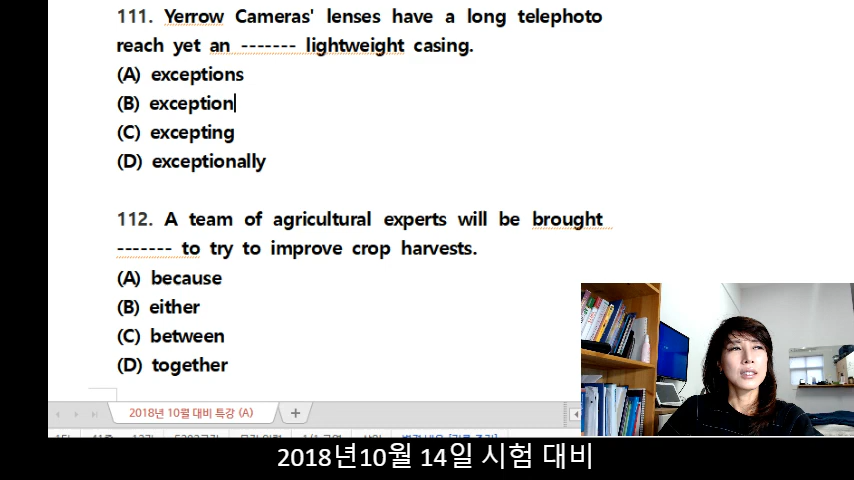 111. Yerrow Cameras' lenses have a long telephoto
reach yet an ------- lightweight casing.
(A) exceptions
(B) exception
(C) excepting
(D) exceptionally
112. A team of agricultural experts will be brought
------- to try to improve crop harvests.
(A) because
(B) either
(C) between
(D) together
2018년 10월 대비 특강 (A)
2018년10월 14일 시험 대비